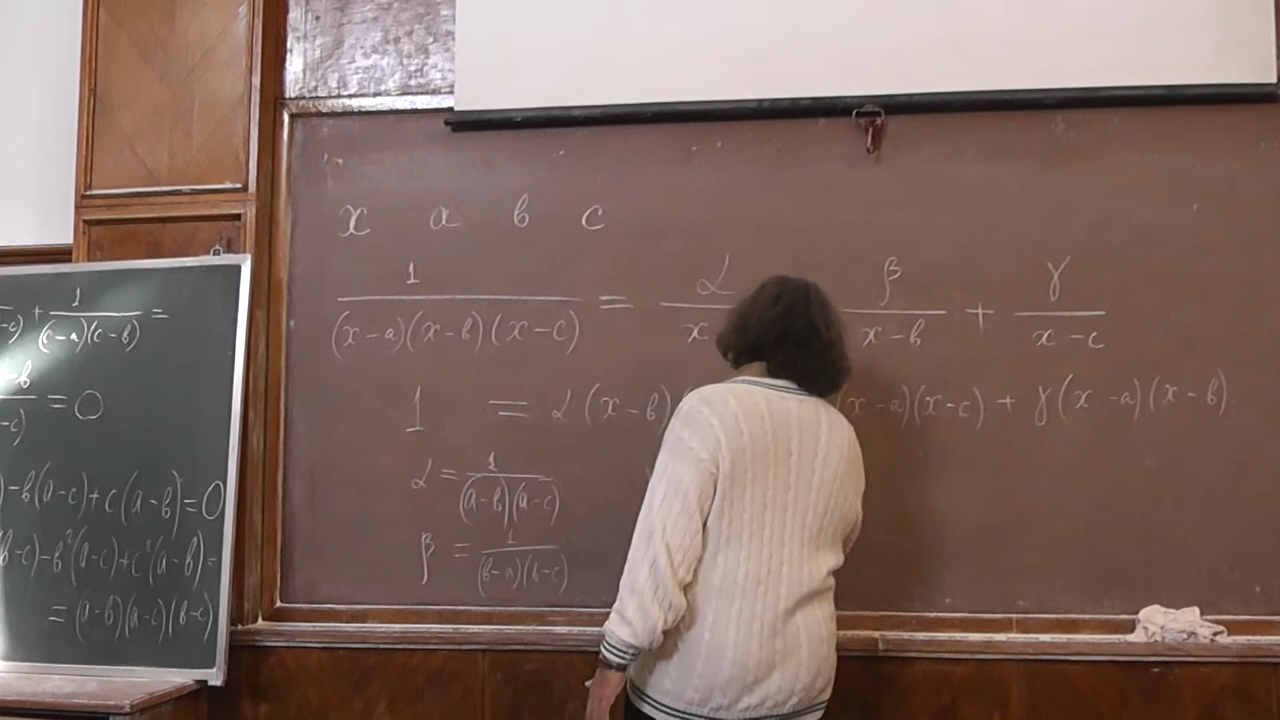 x a b c
1/((x-a)(x-b)(x-c)) = α/x β/(x-b) + γ/(x-c)
1 = α(x-b) (x-a)(x-c) + γ(x-a)(x-b)
α = 1/((a-b)(a-c))
β = 1/((b-a)(b-c))
-c) + 1/((c-a)(c-b)) =
-b/-c) = 0
)-b(a-c)+c(a-b)=0
b-c)-b²(a-c)+c²(a-b)=
=(a-b)(a-c)(b-c)